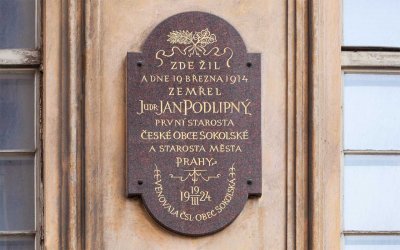 ZDE ŽIL
A DNE 19. BŘEZNA 1914
ZEMŘEL
JUDR. JAN PODLIPNÝ,
PRVNÍ STAROSTA
ČESKÉ OBCE SOKOLSKÉ
A STAROSTA MĚSTA
PRAHY.
19 19/III 24
VĚNOVALA ČSL. OBEC SOKOLSKÁ